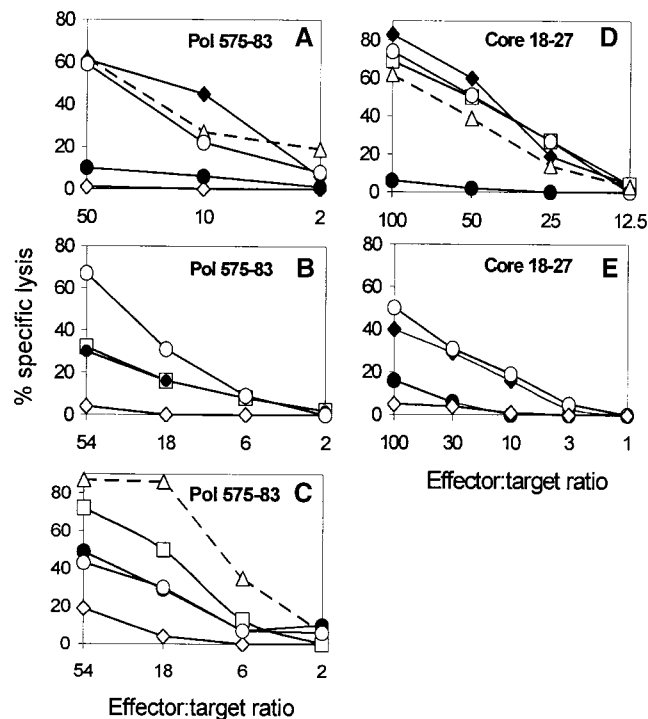 Pol 575-83 A
80
60
40
20
0
50 10 2
Core 18-27 D
80
60
40
20
0
100 50 25 12.5
% specific lysis
Pol 575-83 B
80
60
40
20
0
54 18 6 2
Core 18-27 E
80
60
40
20
0
100 30 10 3 1
Effector:target ratio
Pol 575-83 C
80
60
40
20
0
54 18 6 2
Effector:target ratio